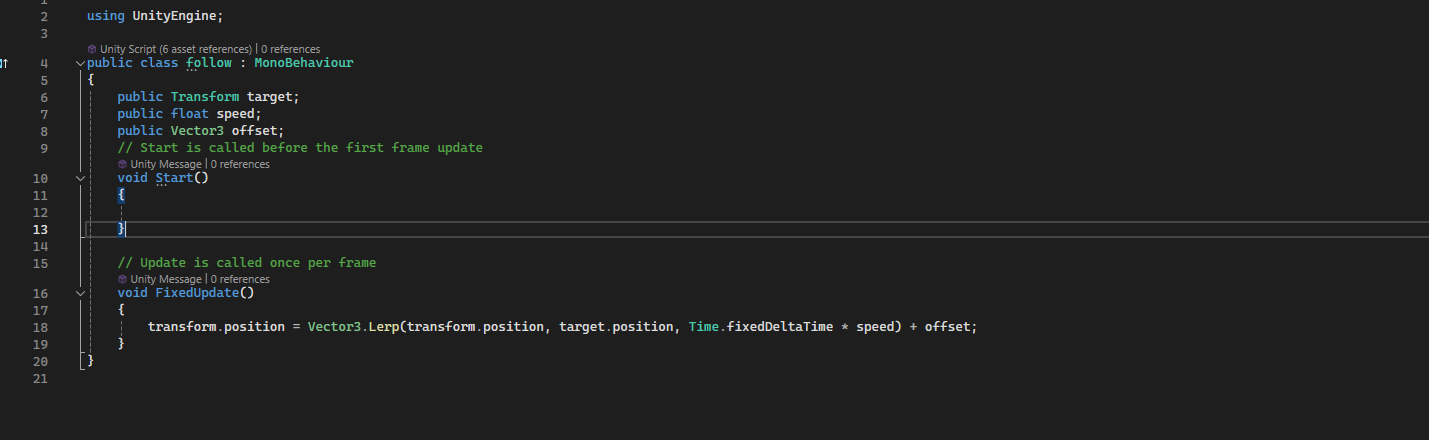 1
2 using UnityEngine;
3
Unity Script (6 asset references) | 0 references
4 public class follow : MonoBehaviour
5 {
6 public Transform target;
7 public float speed;
8 public Vector3 offset;
9 // Start is called before the first frame update
Unity Message | 0 references
10 void Start()
11 {
12
13 }
14
15 // Update is called once per frame
Unity Message | 0 references
16 void FixedUpdate()
17 {
18 transform.position = Vector3.Lerp(transform.position, target.position, Time.fixedDeltaTime * speed) + offset;
19 }
20 }
21